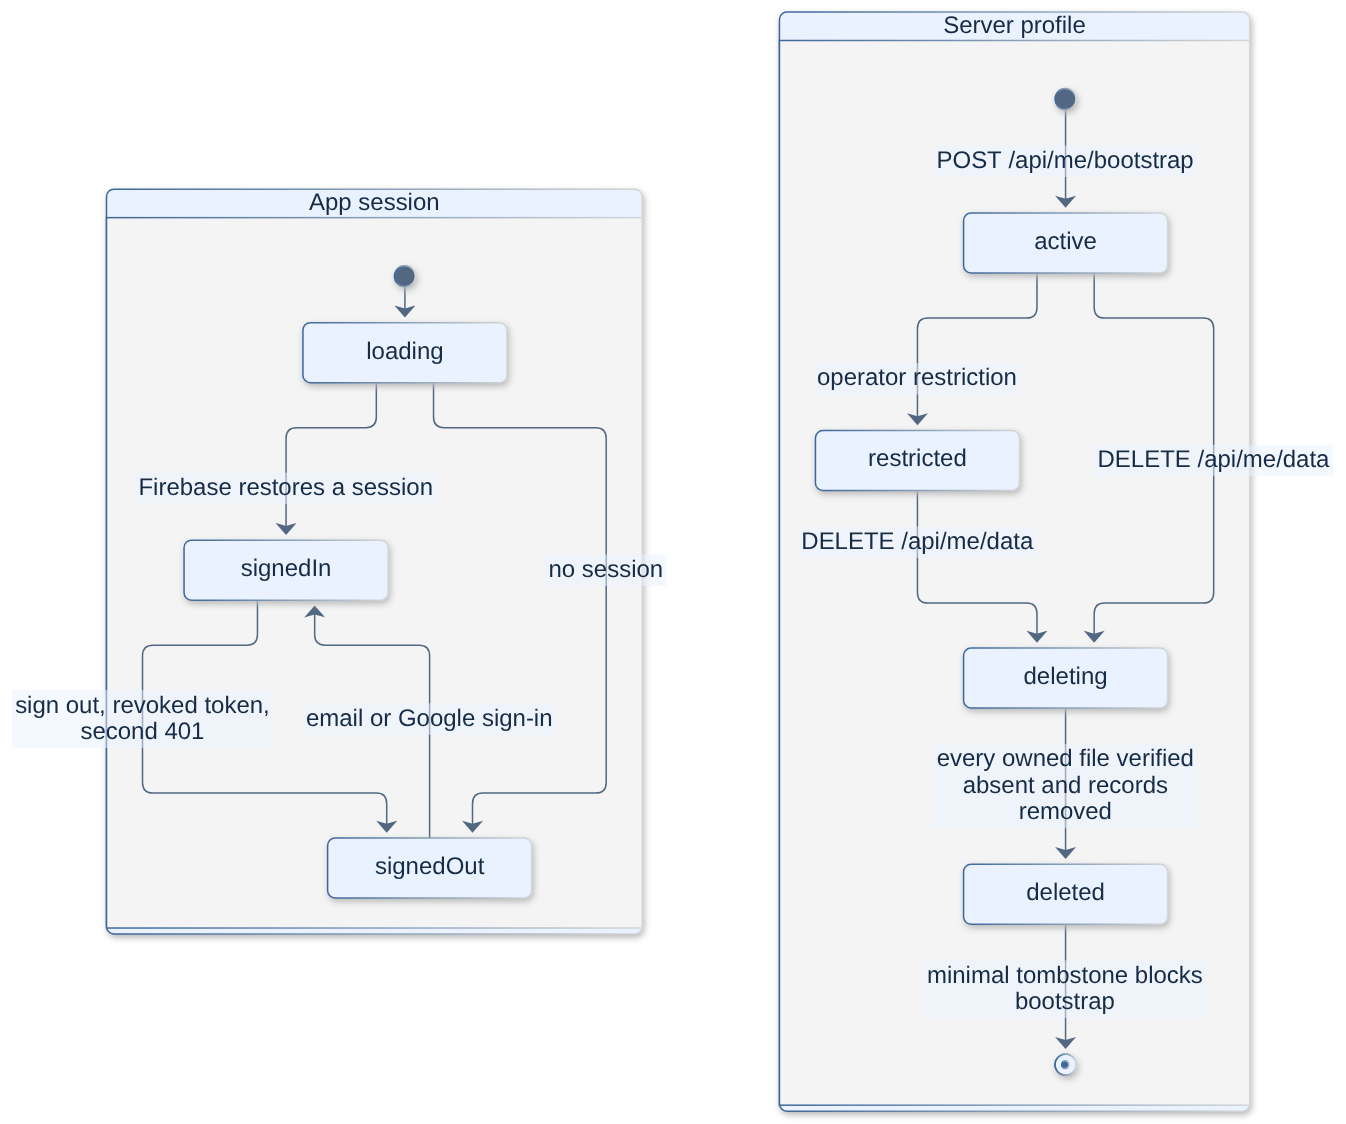 App session
loading
Firebase restores a session
signedIn
no session
sign out, revoked token,
second 401
email or Google sign-in
signedOut
Server profile
POST /api/me/bootstrap
active
operator restriction
restricted
DELETE /api/me/data
DELETE /api/me/data
deleting
every owned file verified
absent and records
removed
deleted
minimal tombstone blocks
bootstrap